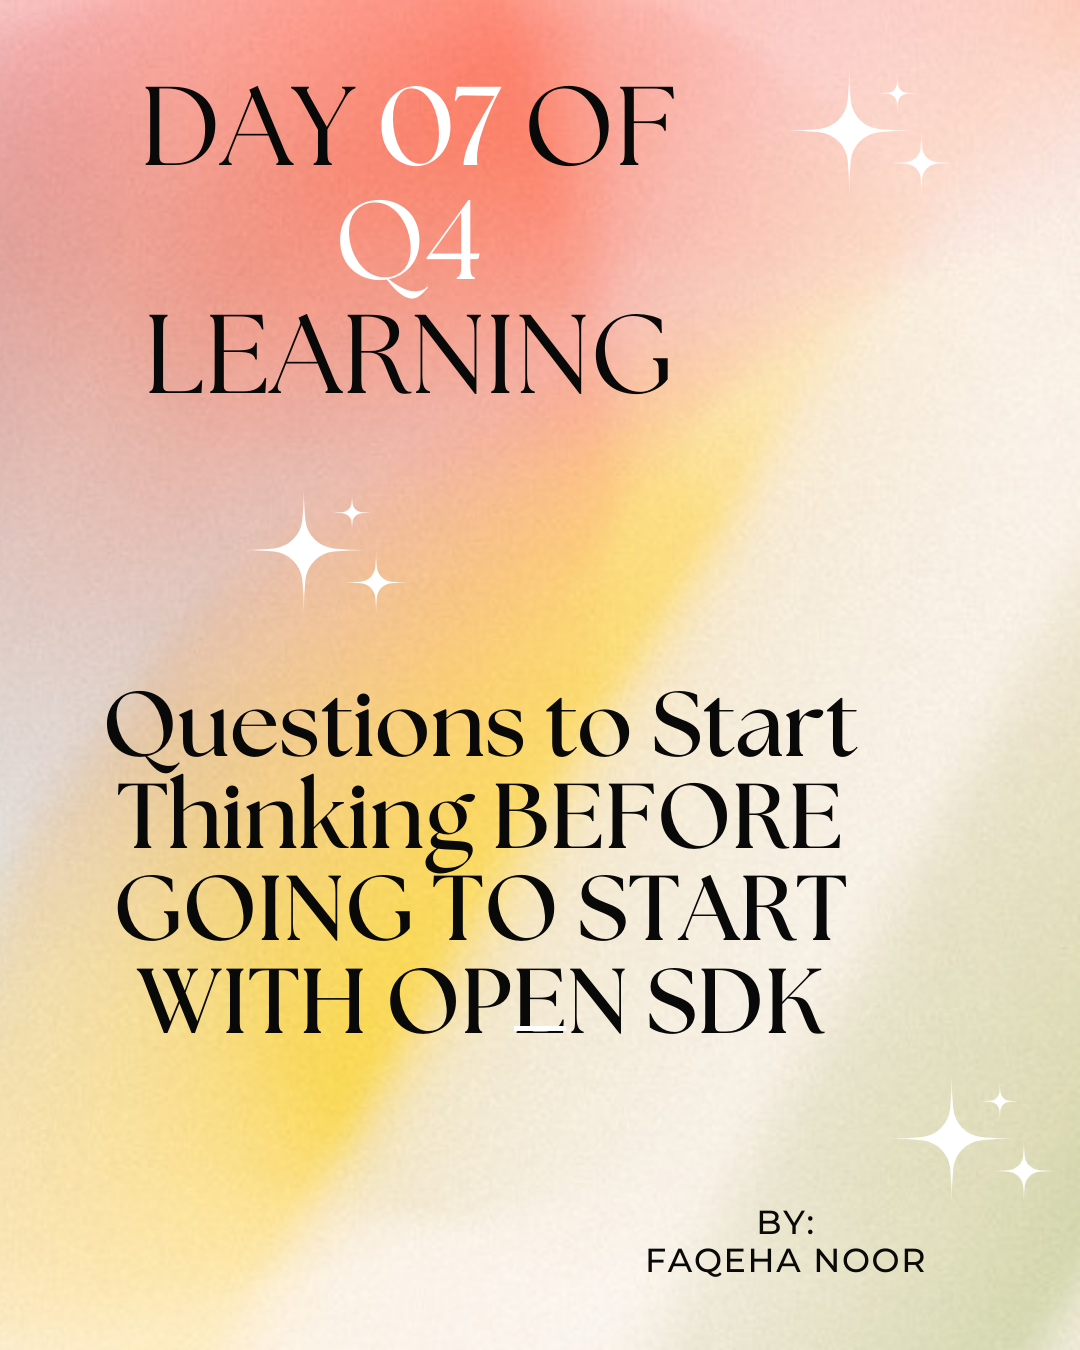 DAY 07 OF
Q4
LEARNING
Questions to Start
Thinking BEFORE
GOING TO START
WITH OPEN SDK
BY:
FAQEHA NOOR